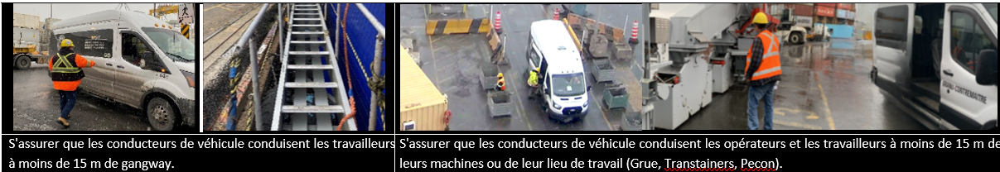 GRAND-CONTREMAITRE
S'assurer que les conducteurs de véhicule conduisent les travailleurs
à moins de 15 m de gangway.
S'assurer que les conducteurs de véhicule conduisent les opérateurs et les travailleurs à moins de 15 m de
leurs machines ou de leur lieu de travail (Grue, Transtainers, Pecon).